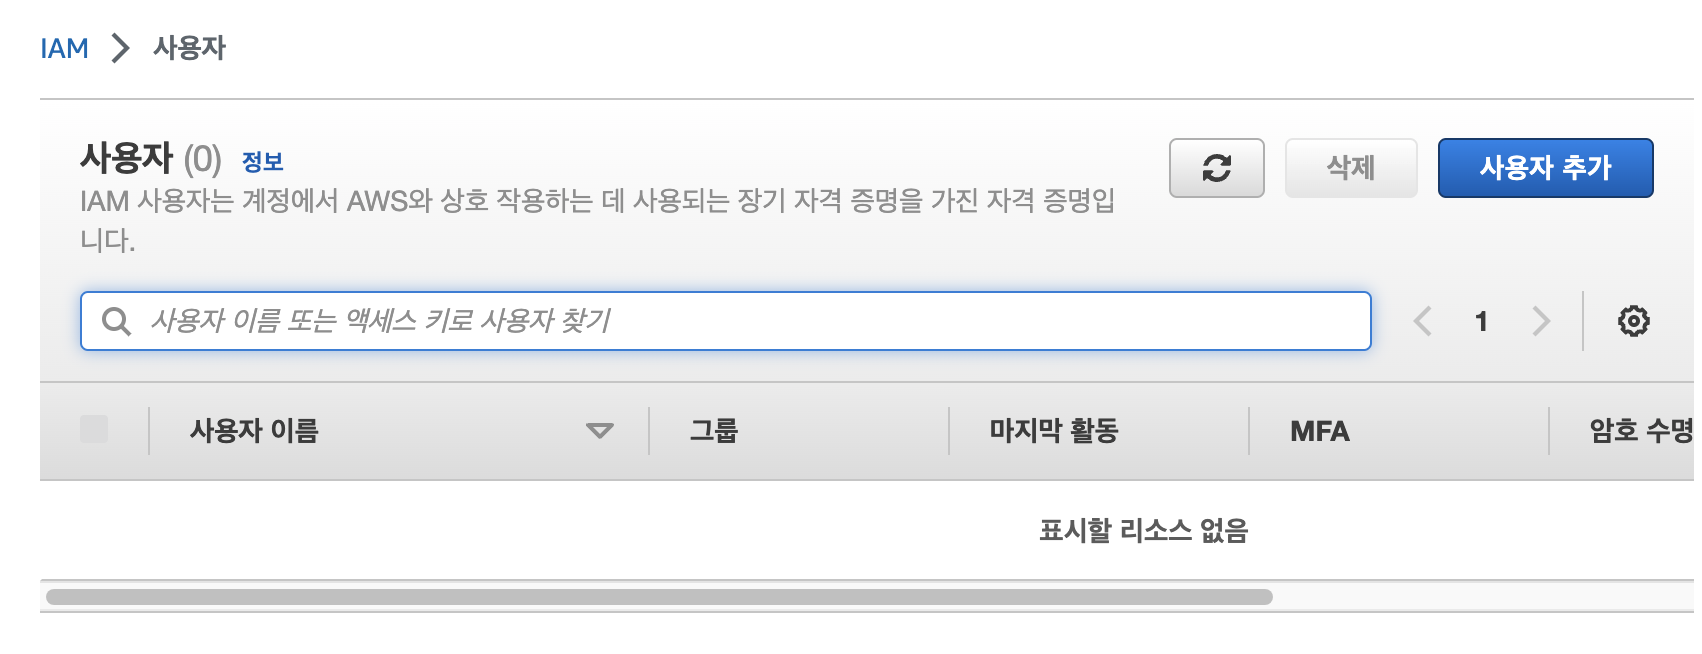 IAM > 사용자
사용자 (0) 정보
삭제
사용자 추가
IAM 사용자는 계정에서 AWS와 상호 작용하는 데 사용되는 장기 자격 증명을 가진 자격 증명입
니다.
사용자 이름 또는 액세스 키로 사용자 찾기
1
사용자 이름 그룹 마지막 활동 MFA 암호 수명
표시할 리소스 없음